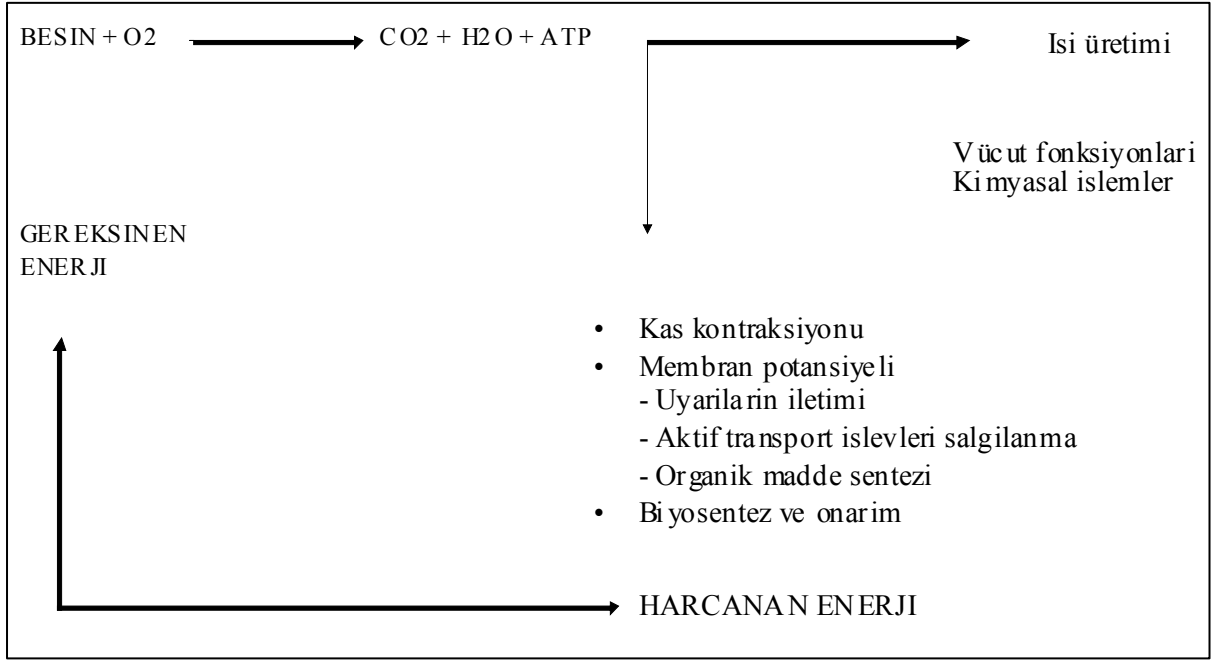 BESIN + O2
CO2 + H2O + ATP
Isi üretimi
Vücut fonksiyonlari
Kimyasal islemler
GEREKSINEN
ENERJI
• Kas kontraksiyonu
• Membran potansiyeli
- Uyarilarin iletimi
- Aktif transport islevleri salgilanma
- Organik madde sentezi
• Biyosentez ve onarim
HARCANAN ENERJI